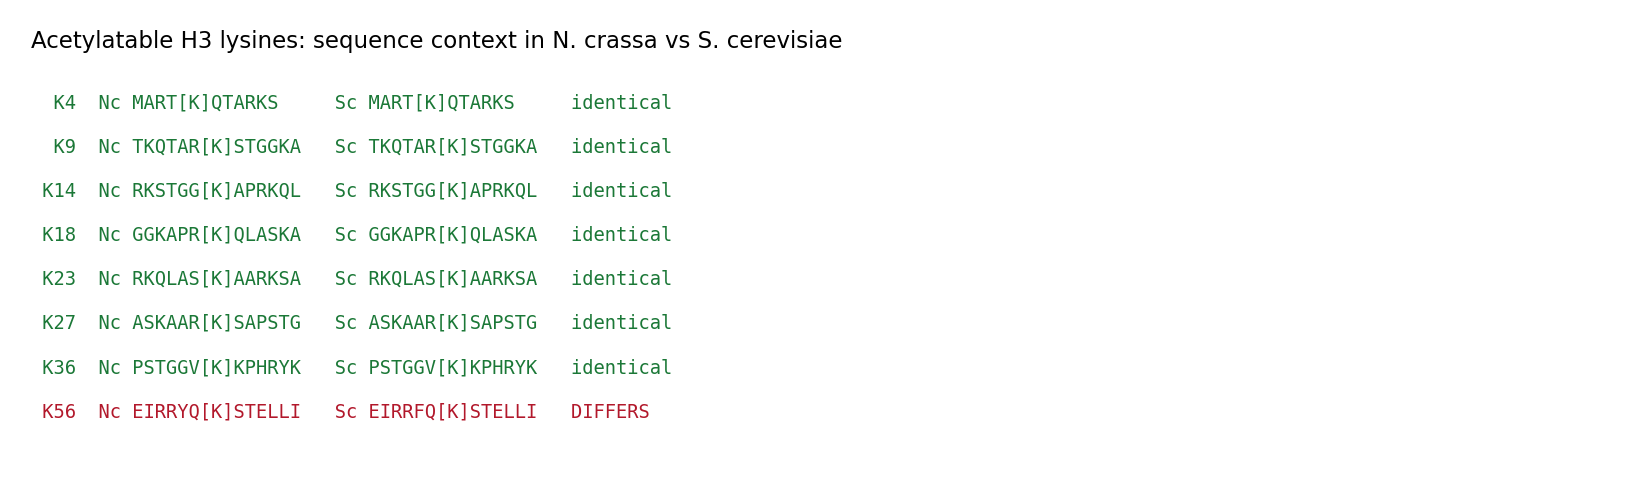 Acetylatable H3 lysines: sequence context in N. crassa vs S. cerevisiae
K4 Nc MART[K]QTARKS Sc MART[K]QTARKS identical
K9 Nc TKQTAR[K]STGGKA Sc TKQTAR[K]STGGKA identical
K14 Nc RKSTGG[K]APRKQL Sc RKSTGG[K]APRKQL identical
K18 Nc GGKAPR[K]QLASKA Sc GGKAPR[K]QLASKA identical
K23 Nc RKQLAS[K]AARKSA Sc RKQLAS[K]AARKSA identical
K27 Nc ASKAAR[K]SAPSTG Sc ASKAAR[K]SAPSTG identical
K36 Nc PSTGGV[K]KPHRYK Sc PSTGGV[K]KPHRYK identical
K56 Nc EIRRYQ[K]STELLI Sc EIRRFQ[K]STELLI DIFFERS